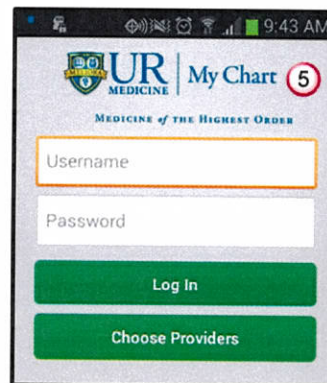 9:43 AM
UR | My Chart 5
MEDICINE
MELIORA
MEDICINE of THE HIGHEST ORDER
Username
Password
Log In
Choose Providers